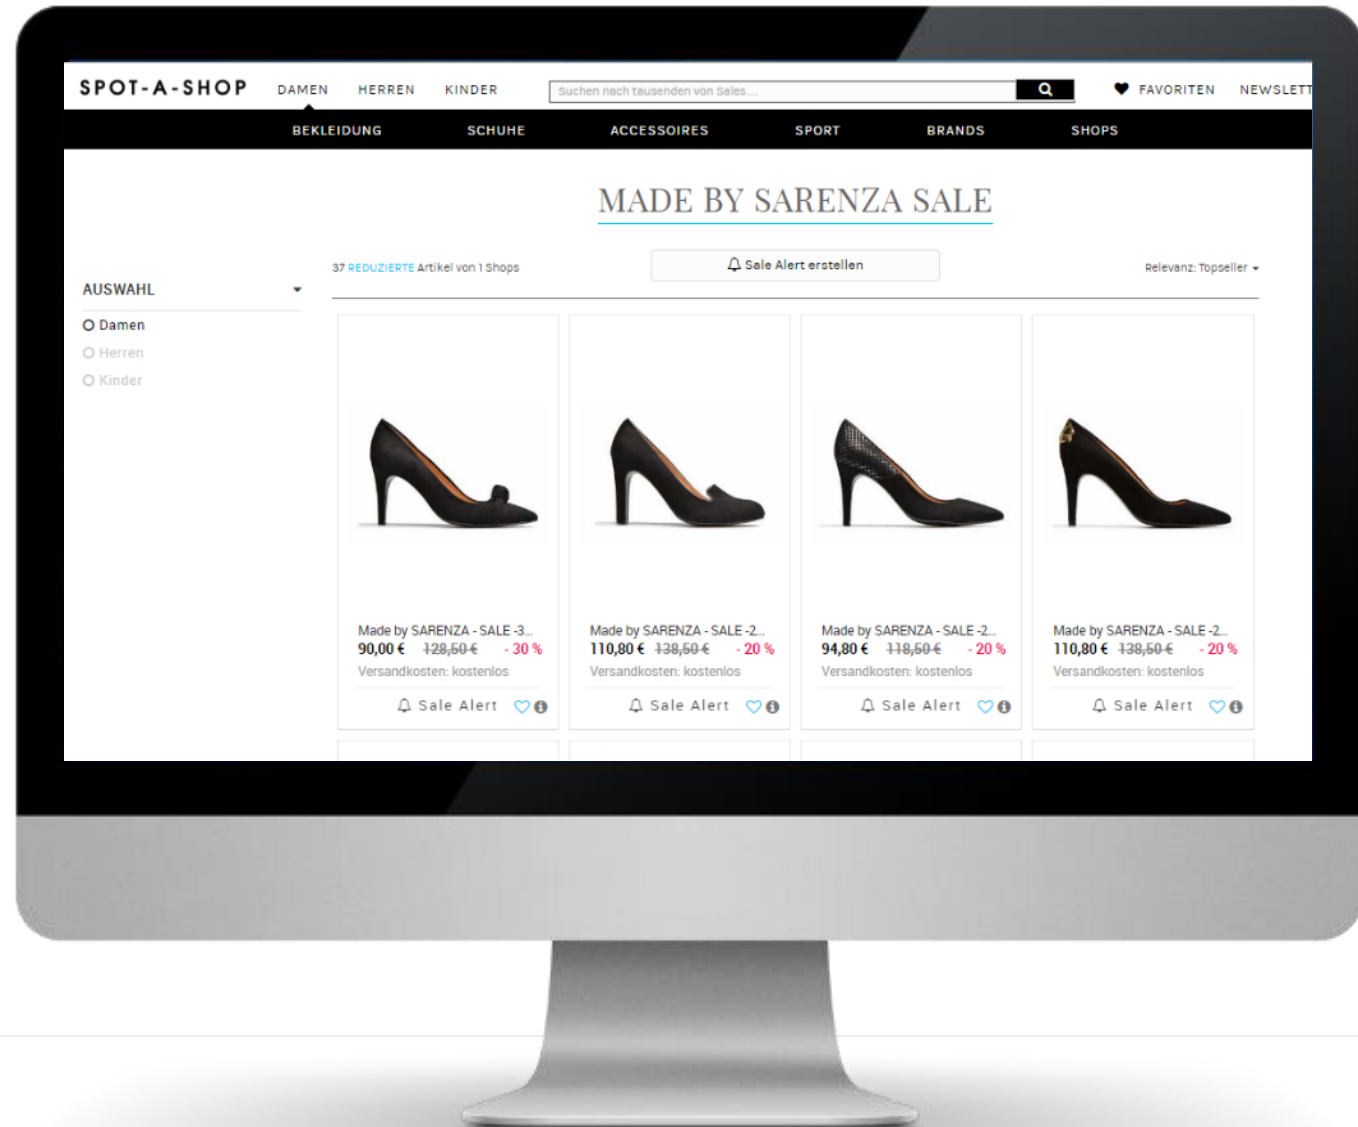 SPOT-A-SHOP DAMEN HERREN KINDER Suchen nach tausenden von Sales... FAVORITEN NEWSLETT
BEKLEIDUNG SCHUHE ACCESSOIRES SPORT BRANDS SHOPS
MADE BY SARENZA SALE
37 REDUZIERTE Artikel von 1 Shops Sale Alert erstellen Relevanz: Topseller
AUSWAHL
Damen
Herren
Kinder
Made by SARENZA - SALE -3... Made by SARENZA - SALE -2... Made by SARENZA - SALE -2... Made by SARENZA - SALE -2...
90,00 € 128,50 € - 30 % 110,80 € 138,50 € - 20 % 94,80 € 118,50 € - 20 % 110,80 € 138,50 € - 20 %
Versandkosten: kostenlos Versandkosten: kostenlos Versandkosten: kostenlos Versandkosten: kostenlos
Sale Alert Sale Alert Sale Alert Sale Alert